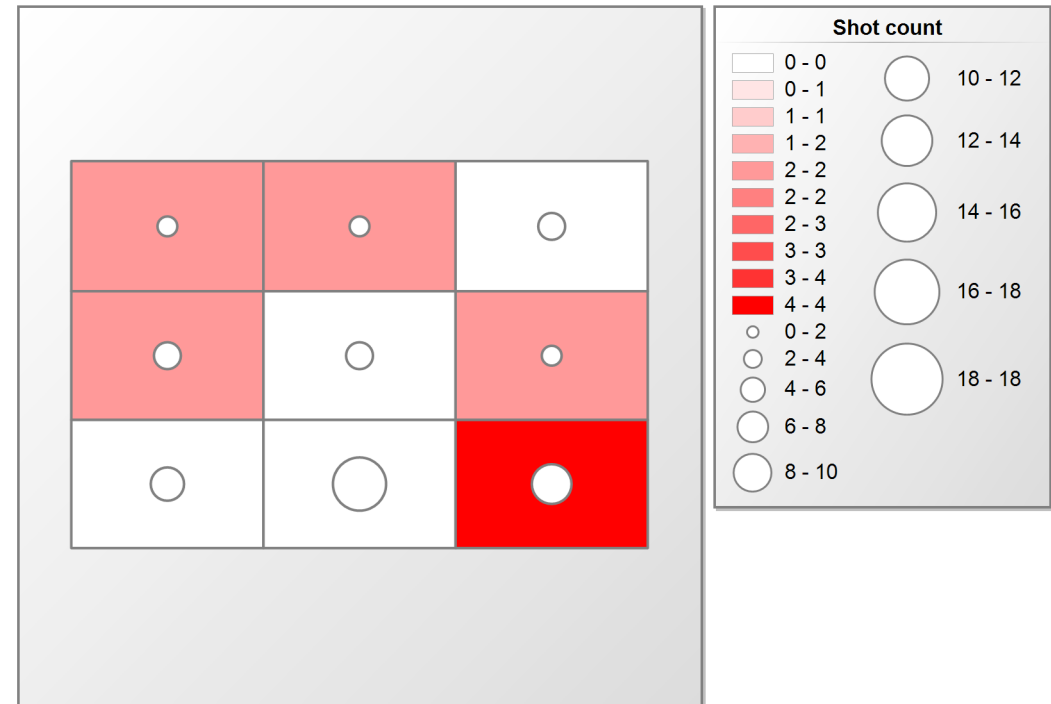 Shot count
0 - 0
0 - 1
1 - 1
1 - 2
2 - 2
2 - 2
2 - 3
3 - 3
3 - 4
4 - 4
0 - 2
2 - 4
4 - 6
6 - 8
8 - 10
10 - 12
12 - 14
14 - 16
16 - 18
18 - 18